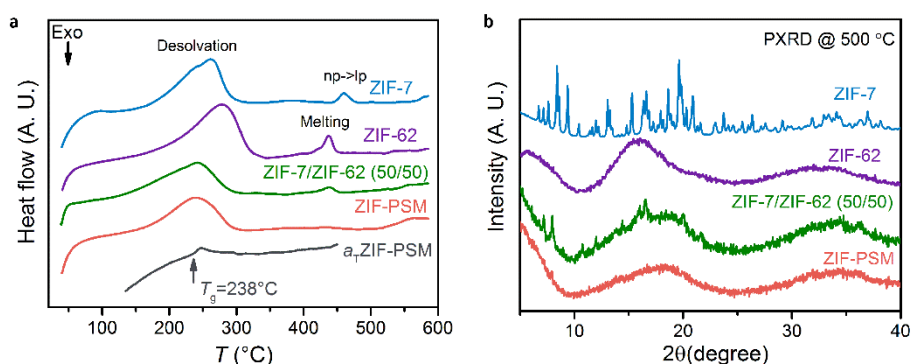 a
Exo
Desolvation
np->lp
ZIF-7
Melting
ZIF-62
ZIF-7/ZIF-62 (50/50)
ZIF-PSM
aTZIF-PSM
Tg=238°C
Heat flow (A. U.)
100 200 300 400 500 600
T (°C)
b
PXRD @ 500 °C
ZIF-7
ZIF-62
ZIF-7/ZIF-62 (50/50)
ZIF-PSM
Intensity (A. U.)
10 20 30 40
2θ(degree)